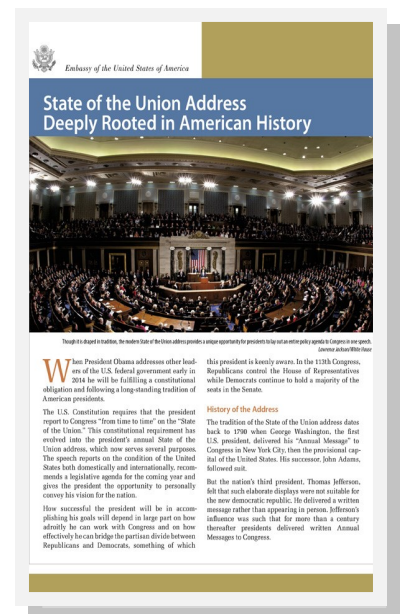 Embassy of the United States of America
State of the Union Address
Deeply Rooted in American History
Though it is draped in tradition, the modern State of the Union address provides a unique opportunity for presidents to lay out an entire policy agenda to Congress in one speech.
Lawrence Jackson/White House
When President Obama addresses other lead-
ers of the U.S. federal government early in
2014 he will be fulfilling a constitutional
obligation and following a long-standing tradition of
American presidents.
The U.S. Constitution requires that the president
report to Congress “from time to time” on the “State
of the Union.” This constitutional requirement has
evolved into the president’s annual State of the
Union address, which now serves several purposes.
The speech reports on the condition of the United
States both domestically and internationally, recom-
mends a legislative agenda for the coming year and
gives the president the opportunity to personally
convey his vision for the nation.
How successful the president will be in accom-
plishing his goals will depend in large part on how
adroitly he can work with Congress and on how
effectively he can bridge the partisan divide between
Republicans and Democrats, something of which
this president is keenly aware. In the 113th Congress,
Republicans control the House of Representatives
while Democrats continue to hold a majority of the
seats in the Senate.
History of the Address
The tradition of the State of the Union address dates
back to 1790 when George Washington, the first
U.S. president, delivered his “Annual Message” to
Congress in New York City, then the provisional cap-
ital of the United States. His successor, John Adams,
followed suit.
But the nation’s third president, Thomas Jefferson,
felt that such elaborate displays were not suitable for
the new democratic republic. He delivered a written
message rather than appearing in person. Jefferson’s
influence was such that for more than a century
thereafter presidents delivered written Annual
Messages to Congress.